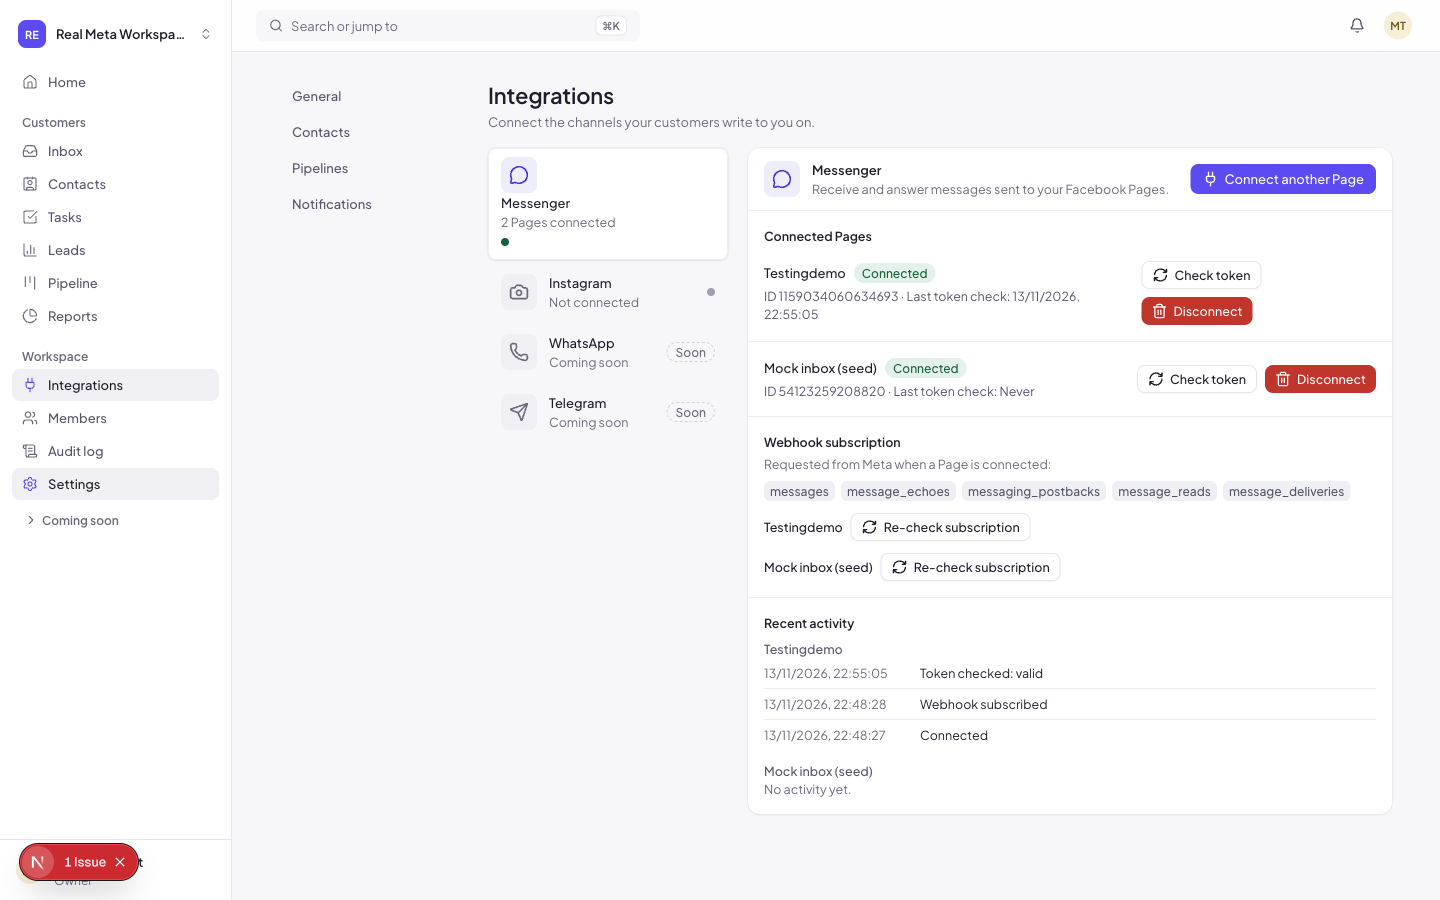 RE Real Meta Workspa...
Search or jump to ⌘K
MT
Home
Customers
Inbox
Contacts
Tasks
Leads
Pipeline
Reports
Workspace
Integrations
Members
Audit log
Settings
Coming soon
1 Issue
t
Owner
General
Contacts
Pipelines
Notifications
Integrations
Connect the channels your customers write to you on.
Messenger
2 Pages connected
Instagram
Not connected
WhatsApp
Coming soon
Soon
Telegram
Coming soon
Soon
Messenger
Receive and answer messages sent to your Facebook Pages.
Connect another Page
Connected Pages
Testingdemo Connected
ID 1159034060634693 · Last token check: 13/11/2026,
22:55:05
Check token
Disconnect
Mock inbox (seed) Connected
ID 54123259208820 · Last token check: Never
Check token
Disconnect
Webhook subscription
Requested from Meta when a Page is connected:
messages message_echoes messaging_postbacks message_reads message_deliveries
Testingdemo Re-check subscription
Mock inbox (seed) Re-check subscription
Recent activity
Testingdemo
13/11/2026, 22:55:05 Token checked: valid
13/11/2026, 22:48:28 Webhook subscribed
13/11/2026, 22:48:27 Connected
Mock inbox (seed)
No activity yet.